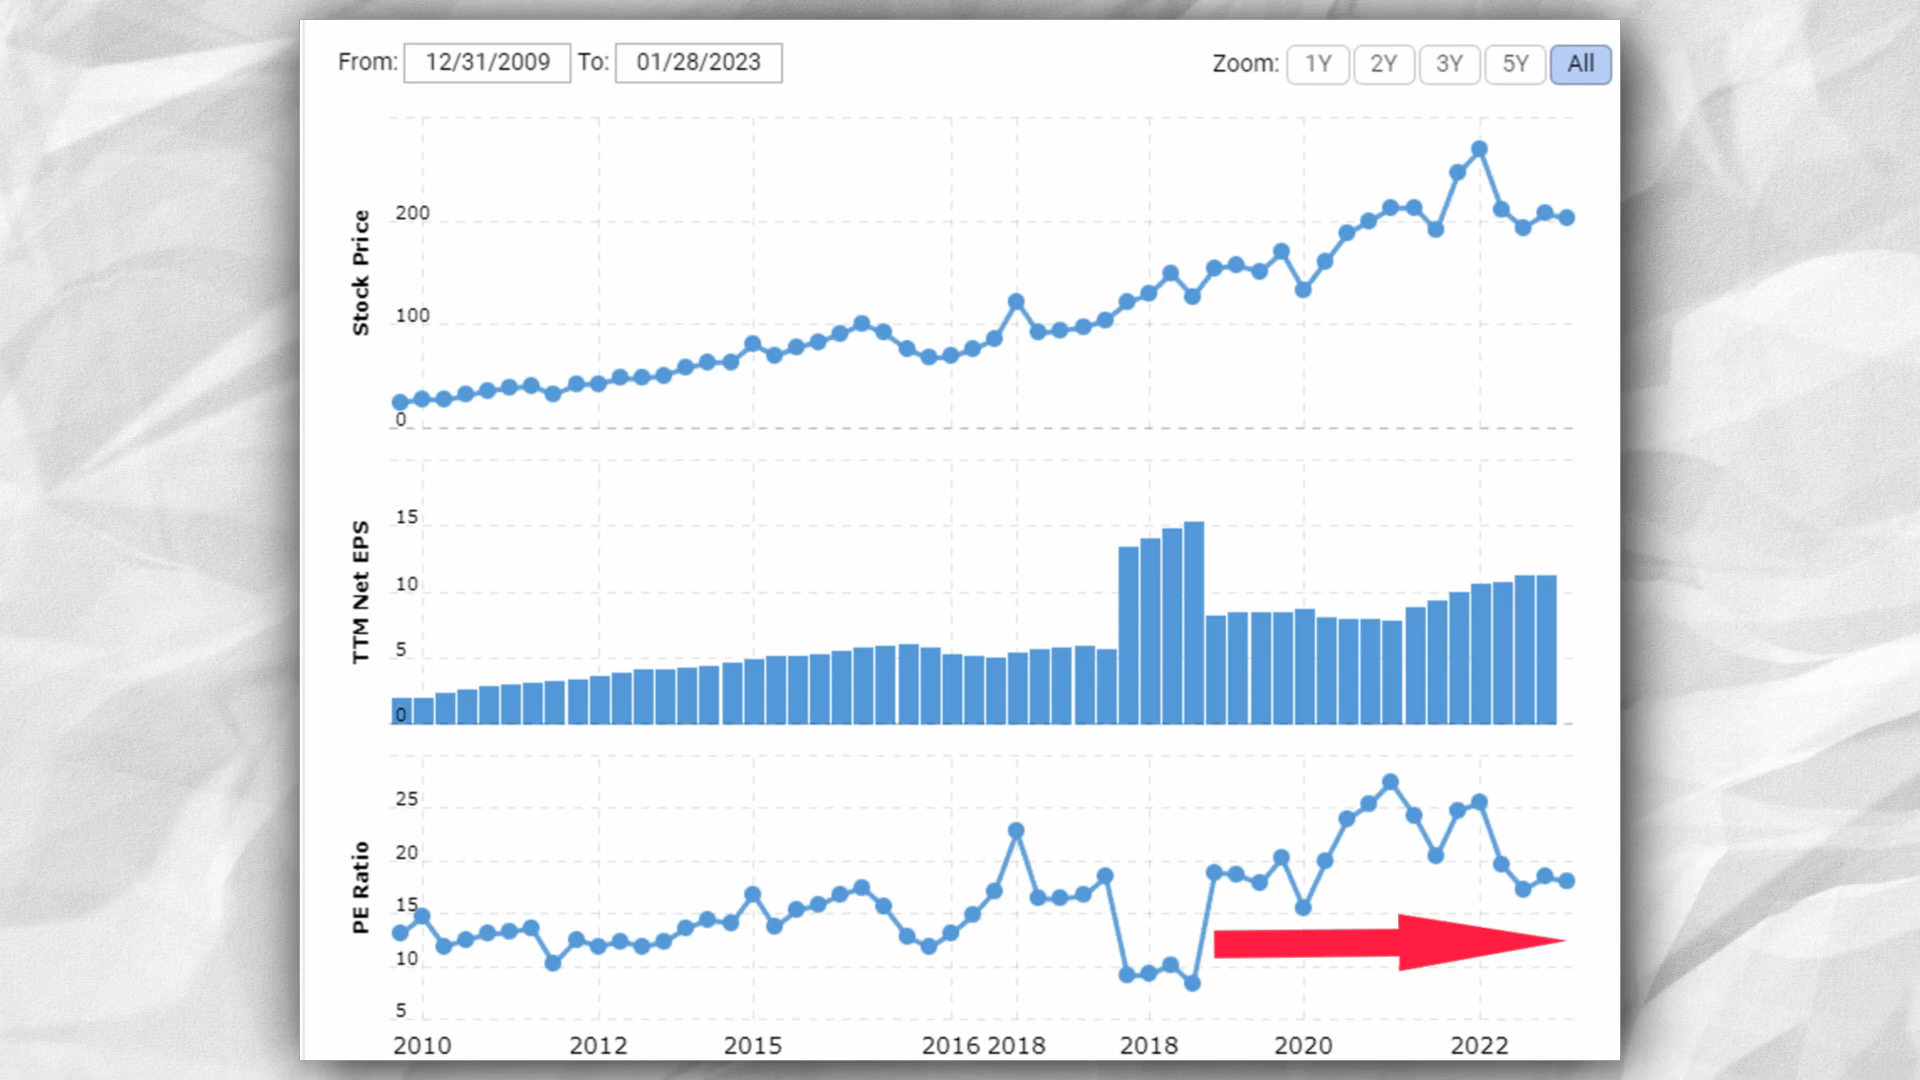 From: 12/31/2009 To: 01/28/2023 Zoom: 1Y 2Y 3Y 5Y All
Stock Price
200
100
0
TTM Net EPS
15
10
5
0
PE Ratio
25
20
15
10
5
2010 2012 2015 2016 2018 2018 2020 2022